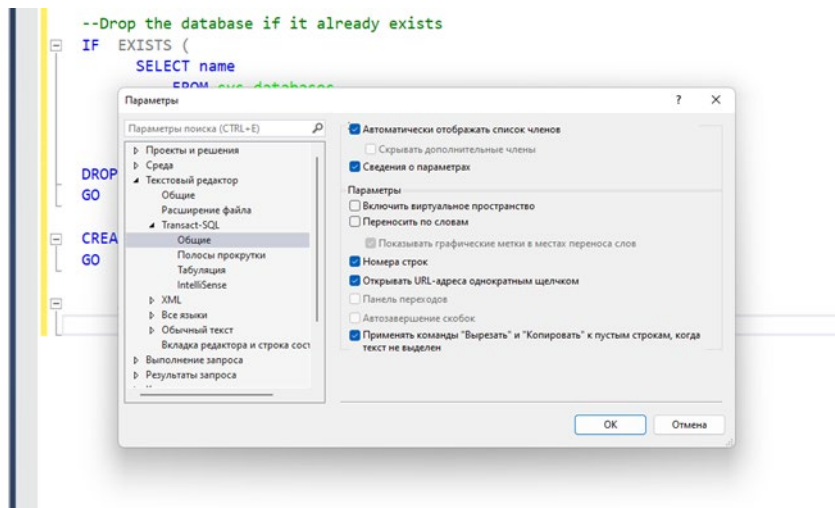 --Drop the database if it already exists
IF EXISTS (
SELECT name
FROM sys.databases
Параметры
Параметры поиска (CTRL+E)
Проекты и решения
Среда
Текстовый редактор
Общие
Расширение файла
Transact-SQL
Общие
Полосы прокрутки
Табуляция
IntelliSense
XML
Все языки
Обычный текст
Вкладка редактора и строка сост
Выполнение запроса
Результаты запроса
Автоматически отображать список членов
Скрывать дополнительные члены
Сведения о параметрах
Параметры
Включить виртуальное пространство
Переносить по словам
Показывать графические метки в местах переноса слов
Номера строк
Открывать URL-адреса однократным щелчком
Панель переходов
Автозавершение скобок
Применять команды "Вырезать" и "Копировать" к пустым строкам, когда
текст не выделен
OK
Отмена
DROP
GO
CREA
GO